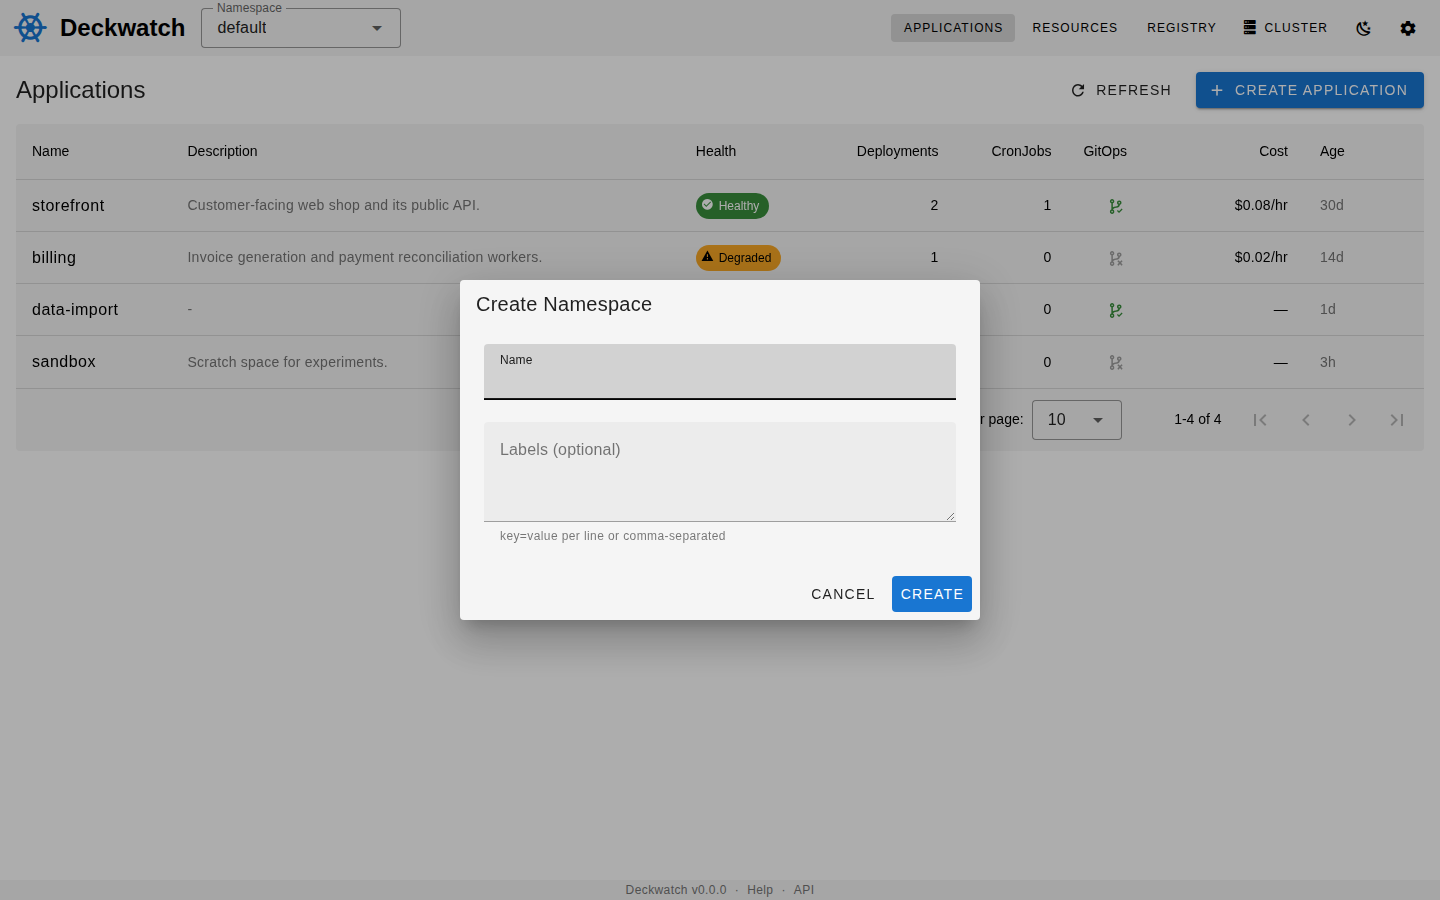 Namespace
Deckwatch
default
APPLICATIONS
RESOURCES
REGISTRY
CLUSTER
Applications
REFRESH
CREATE APPLICATION
Name Description Health Deployments CronJobs GitOps Cost Age
storefront Customer-facing web shop and its public API. Healthy 2 1 $0.08/hr 30d
billing Invoice generation and payment reconciliation workers. Degraded 1 0 $0.02/hr 14d
data-import - 0 — 1d
sandbox Scratch space for experiments. 0 — 3h
r page: 10 1-4 of 4
Create Namespace
Name
Labels (optional)
key=value per line or comma-separated
CANCEL CREATE
Deckwatch v0.0.0 · Help · API